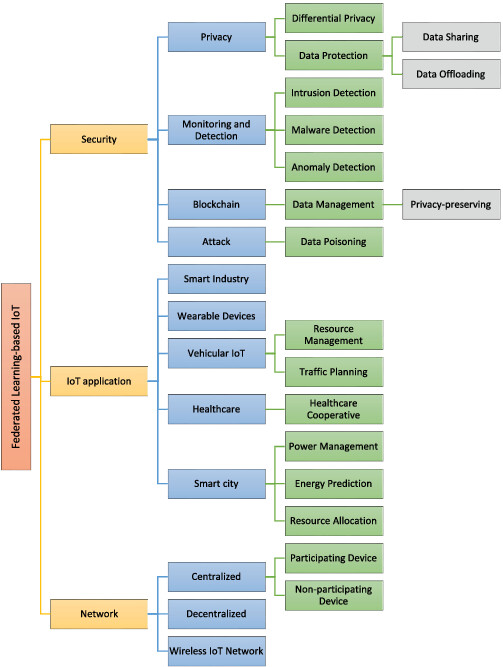 Federated Learning-based IoT
Security
Privacy
Differential Privacy
Data Protection
Data Sharing
Data Offloading
Monitoring and
Detection
Intrusion Detection
Malware Detection
Anomaly Detection
Blockchain
Data Management
Privacy-preserving
Attack
Data Poisoning
IoT application
Smart Industry
Wearable Devices
Vehicular IoT
Resource
Management
Traffic Planning
Healthcare
Healthcare
Cooperative
Smart city
Power Management
Energy Prediction
Resource Allocation
Network
Centralized
Participating Device
Non-participating
Device
Decentralized
Wireless IoT Network